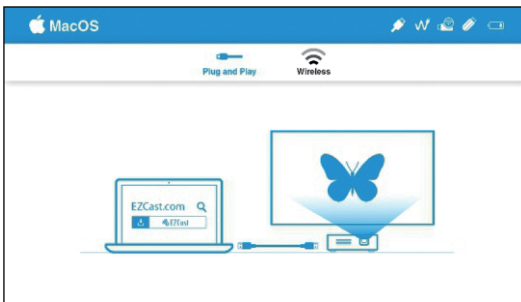 MacOS
Plug and Play
Wireless
EZCast.com
EZCast